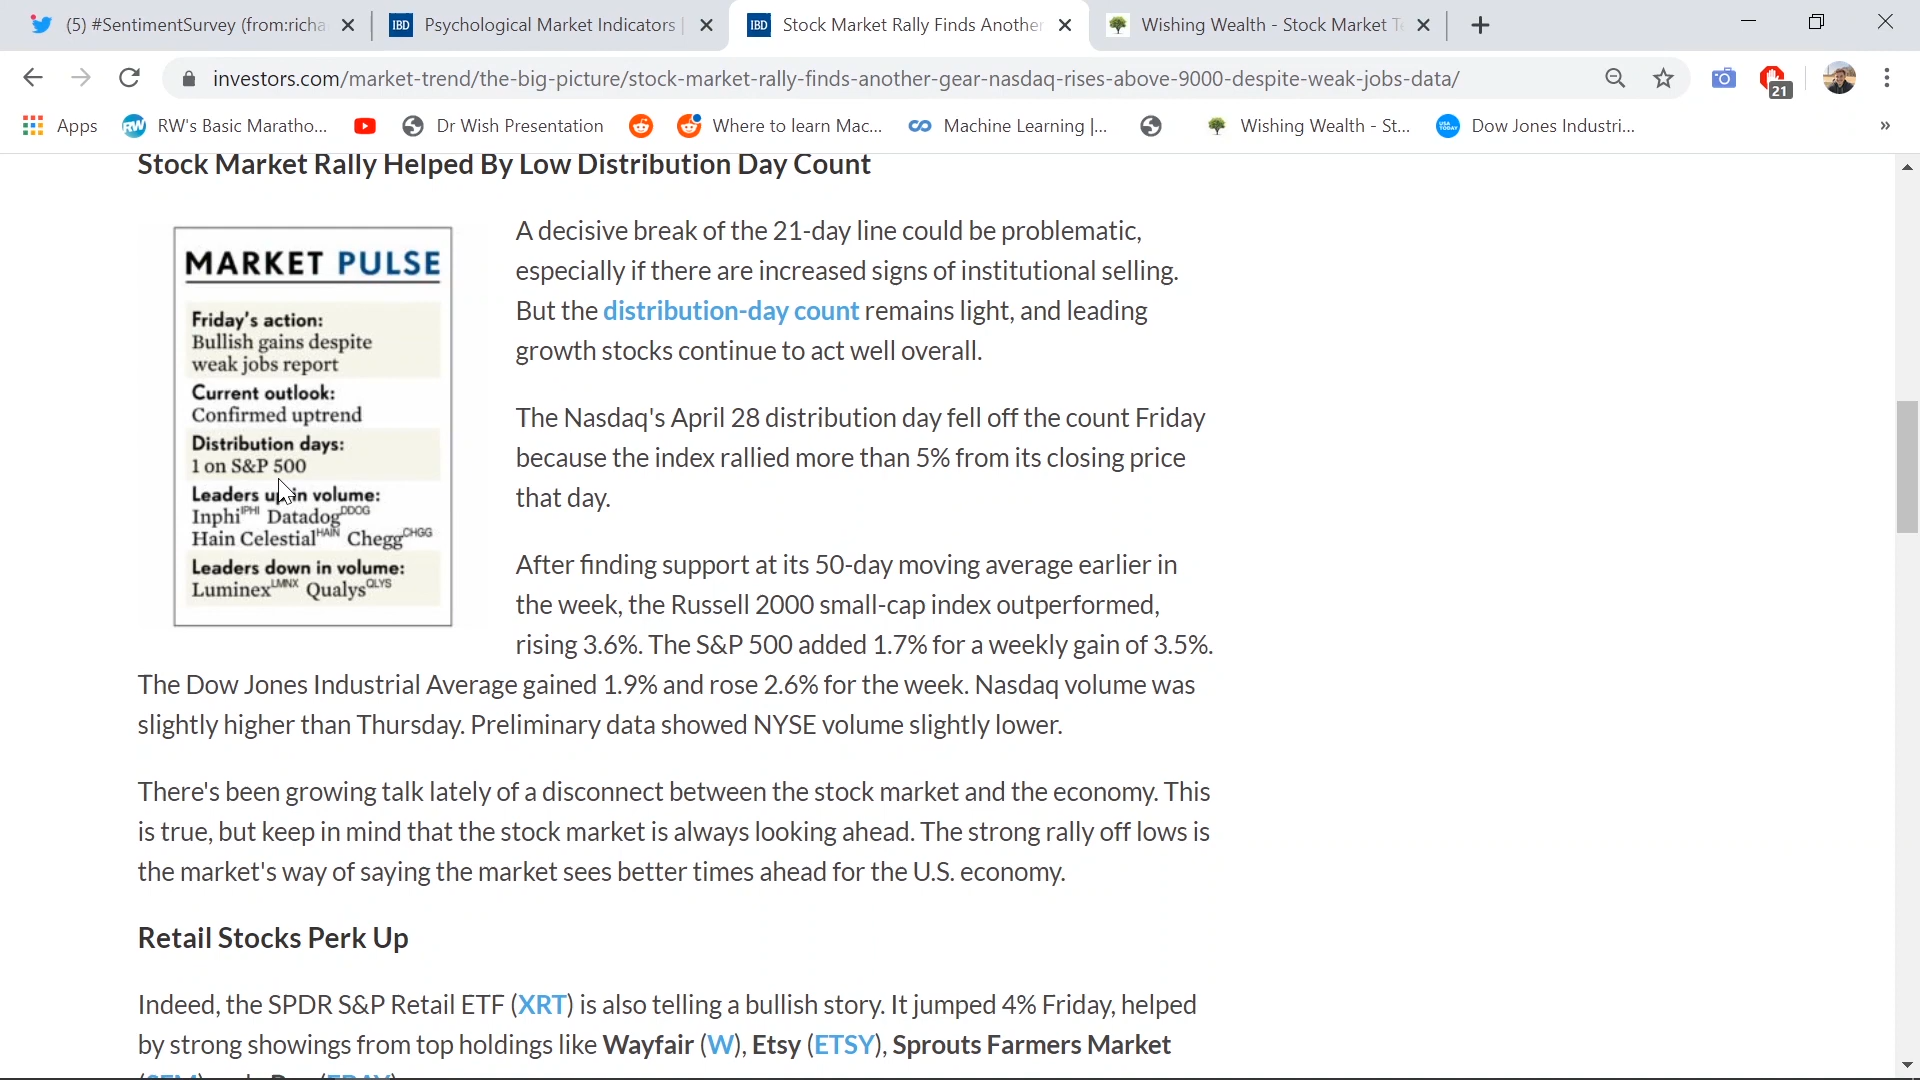 (5) #SentimentSurvey (from:richa
IBD Psychological Market Indicators |
IBD Stock Market Rally Finds Another
Wishing Wealth - Stock Market Te
investors.com/market-trend/the-big-picture/stock-market-rally-finds-another-gear-nasdaq-rises-above-9000-despite-weak-jobs-data/
21
Apps
RW RW's Basic Maratho...
Dr Wish Presentation
Where to learn Mac...
Machine Learning |...
Wishing Wealth - St...
USA TODAY Dow Jones Industri...
»
Stock Market Rally Helped By Low Distribution Day Count
MARKET PULSE
Friday's action:
Bullish gains despite
weak jobs report
Current outlook:
Confirmed uptrend
Distribution days:
1 on S&P 500
Leaders up in volume:
Inphi IPHI Datadog DDOG
Hain Celestial HAIN Chegg CHGG
Leaders down in volume:
Luminex LMNX Qualys QLYS
A decisive break of the 21-day line could be problematic,
especially if there are increased signs of institutional selling.
But the distribution-day count remains light, and leading
growth stocks continue to act well overall.
The Nasdaq's April 28 distribution day fell off the count Friday
because the index rallied more than 5% from its closing price
that day.
After finding support at its 50-day moving average earlier in
the week, the Russell 2000 small-cap index outperformed,
rising 3.6%. The S&P 500 added 1.7% for a weekly gain of 3.5%.
The Dow Jones Industrial Average gained 1.9% and rose 2.6% for the week. Nasdaq volume was
slightly higher than Thursday. Preliminary data showed NYSE volume slightly lower.
There's been growing talk lately of a disconnect between the stock market and the economy. This
is true, but keep in mind that the stock market is always looking ahead. The strong rally off lows is
the market's way of saying the market sees better times ahead for the U.S. economy.
Retail Stocks Perk Up
Indeed, the SPDR S&P Retail ETF (XRT) is also telling a bullish story. It jumped 4% Friday, helped
by strong showings from top holdings like Wayfair (W), Etsy (ETSY), Sprouts Farmers Market